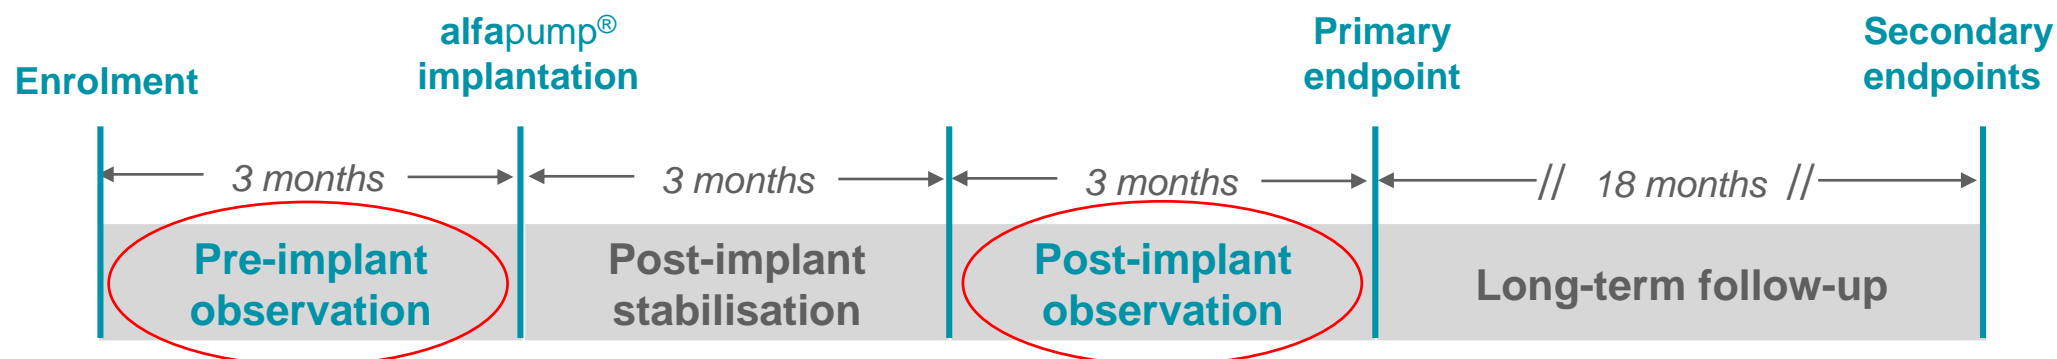 Enrolment
alfapump®
implantation
Primary
endpoint
Secondary
endpoints
3 months
3 months
3 months
// 18 months //
Pre-implant
observation
Post-implant
stabilisation
Post-implant
observation
Long-term follow-up